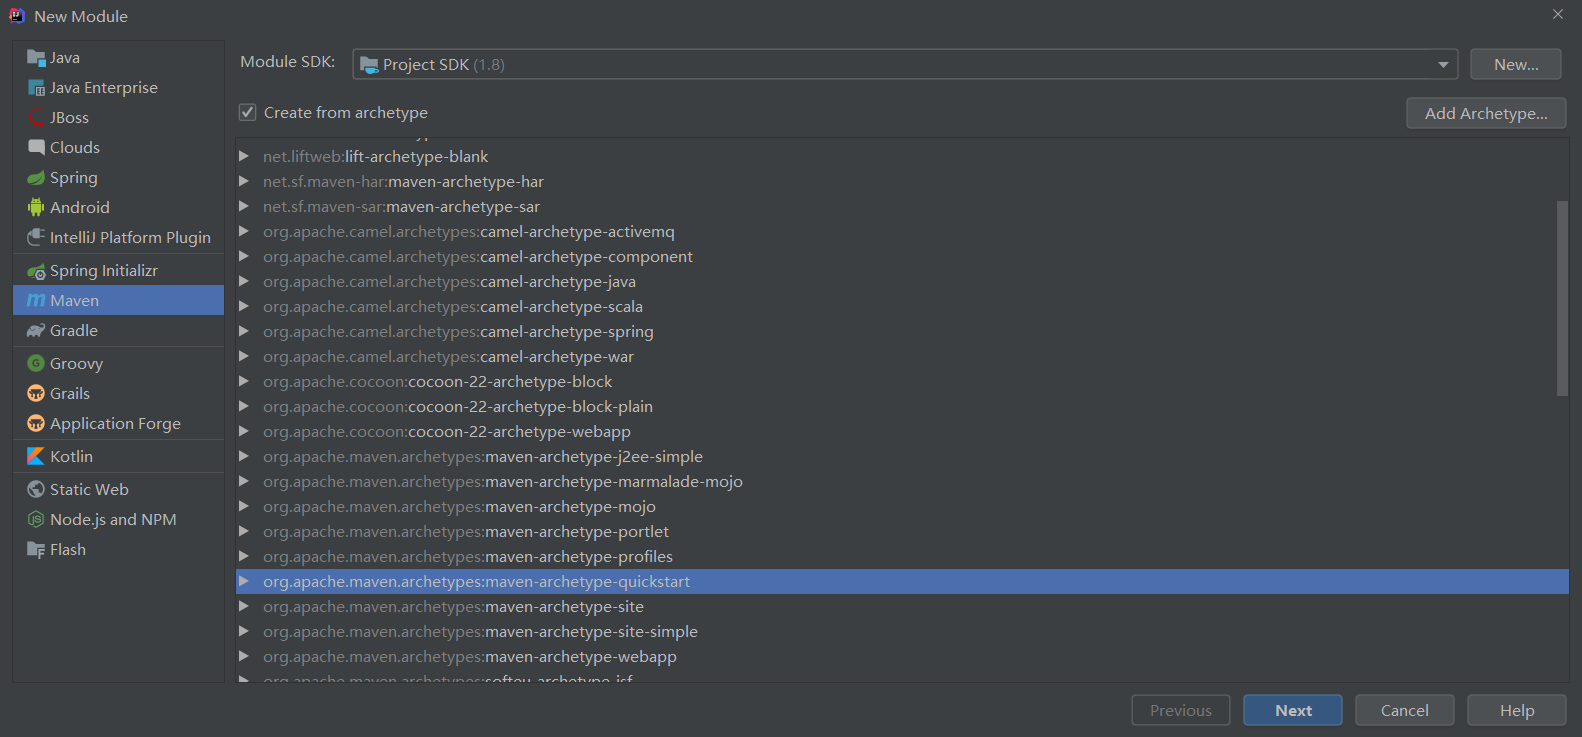 New Module
Java
Java Enterprise
JBoss
Clouds
Spring
Android
IntelliJ Platform Plugin
Spring Initializr
Maven
Gradle
Groovy
Grails
Application Forge
Kotlin
Static Web
Node.js and NPM
Flash
Module SDK: Project SDK (1.8) New...
Create from archetype Add Archetype...
net.liftweb:lift-archetype-blank
net.sf.maven-har:maven-archetype-har
net.sf.maven-sar:maven-archetype-sar
org.apache.camel.archetypes:camel-archetype-activemq
org.apache.camel.archetypes:camel-archetype-component
org.apache.camel.archetypes:camel-archetype-java
org.apache.camel.archetypes:camel-archetype-scala
org.apache.camel.archetypes:camel-archetype-spring
org.apache.camel.archetypes:camel-archetype-war
org.apache.cocoon:cocoon-22-archetype-block
org.apache.cocoon:cocoon-22-archetype-block-plain
org.apache.cocoon:cocoon-22-archetype-webapp
org.apache.maven.archetypes:maven-archetype-j2ee-simple
org.apache.maven.archetypes:maven-archetype-marmalade-mojo
org.apache.maven.archetypes:maven-archetype-mojo
org.apache.maven.archetypes:maven-archetype-portlet
org.apache.maven.archetypes:maven-archetype-profiles
org.apache.maven.archetypes:maven-archetype-quickstart
org.apache.maven.archetypes:maven-archetype-site
org.apache.maven.archetypes:maven-archetype-site-simple
org.apache.maven.archetypes:maven-archetype-webapp
org.apache.maven.archetypes:softeu-archetype-jsf
Previous Next Cancel Help